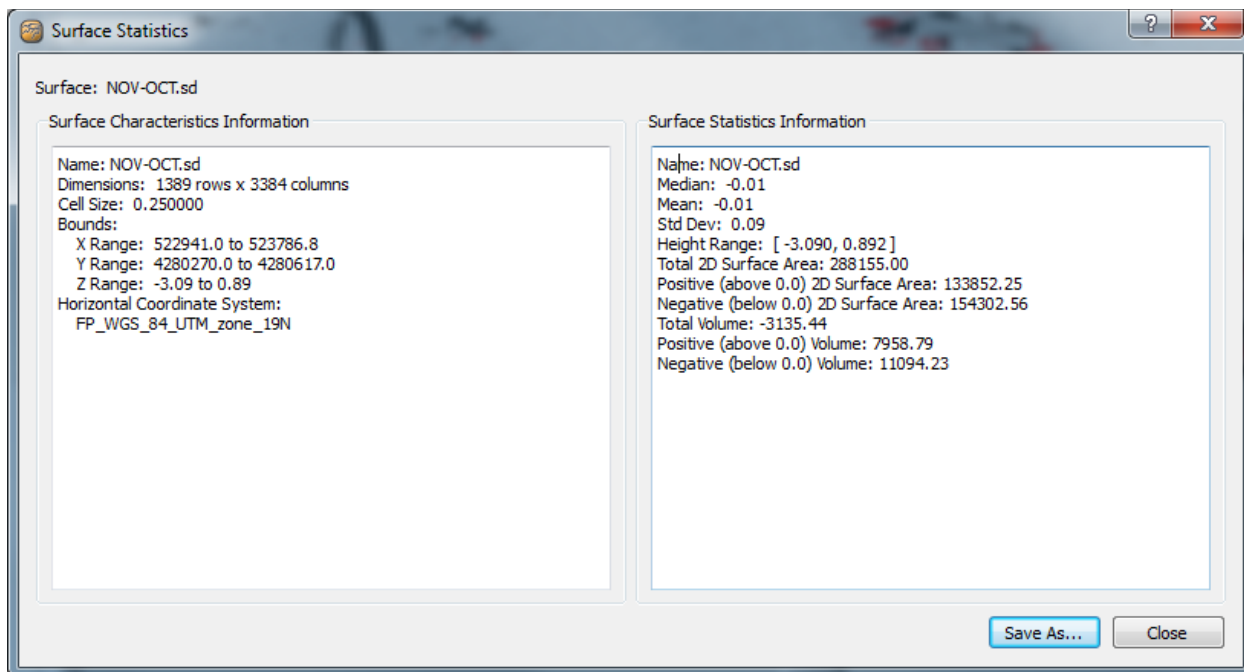 Surface Statistics
Surface: NOV-OCT.sd
Surface Characteristics Information
Name: NOV-OCT.sd
Dimensions: 1389 rows x 3384 columns
Cell Size: 0.250000
Bounds:
X Range: 522941.0 to 523786.8
Y Range: 4280270.0 to 4280617.0
Z Range: -3.09 to 0.89
Horizontal Coordinate System:
FP_WGS_84_UTM_zone_19N
Surface Statistics Information
Name: NOV-OCT.sd
Median: -0.01
Mean: -0.01
Std Dev: 0.09
Height Range: [ -3.090, 0.892 ]
Total 2D Surface Area: 288155.00
Positive (above 0.0) 2D Surface Area: 133852.25
Negative (below 0.0) 2D Surface Area: 154302.56
Total Volume: -3135.44
Positive (above 0.0) Volume: 7958.79
Negative (below 0.0) Volume: 11094.23
Save As...
Close